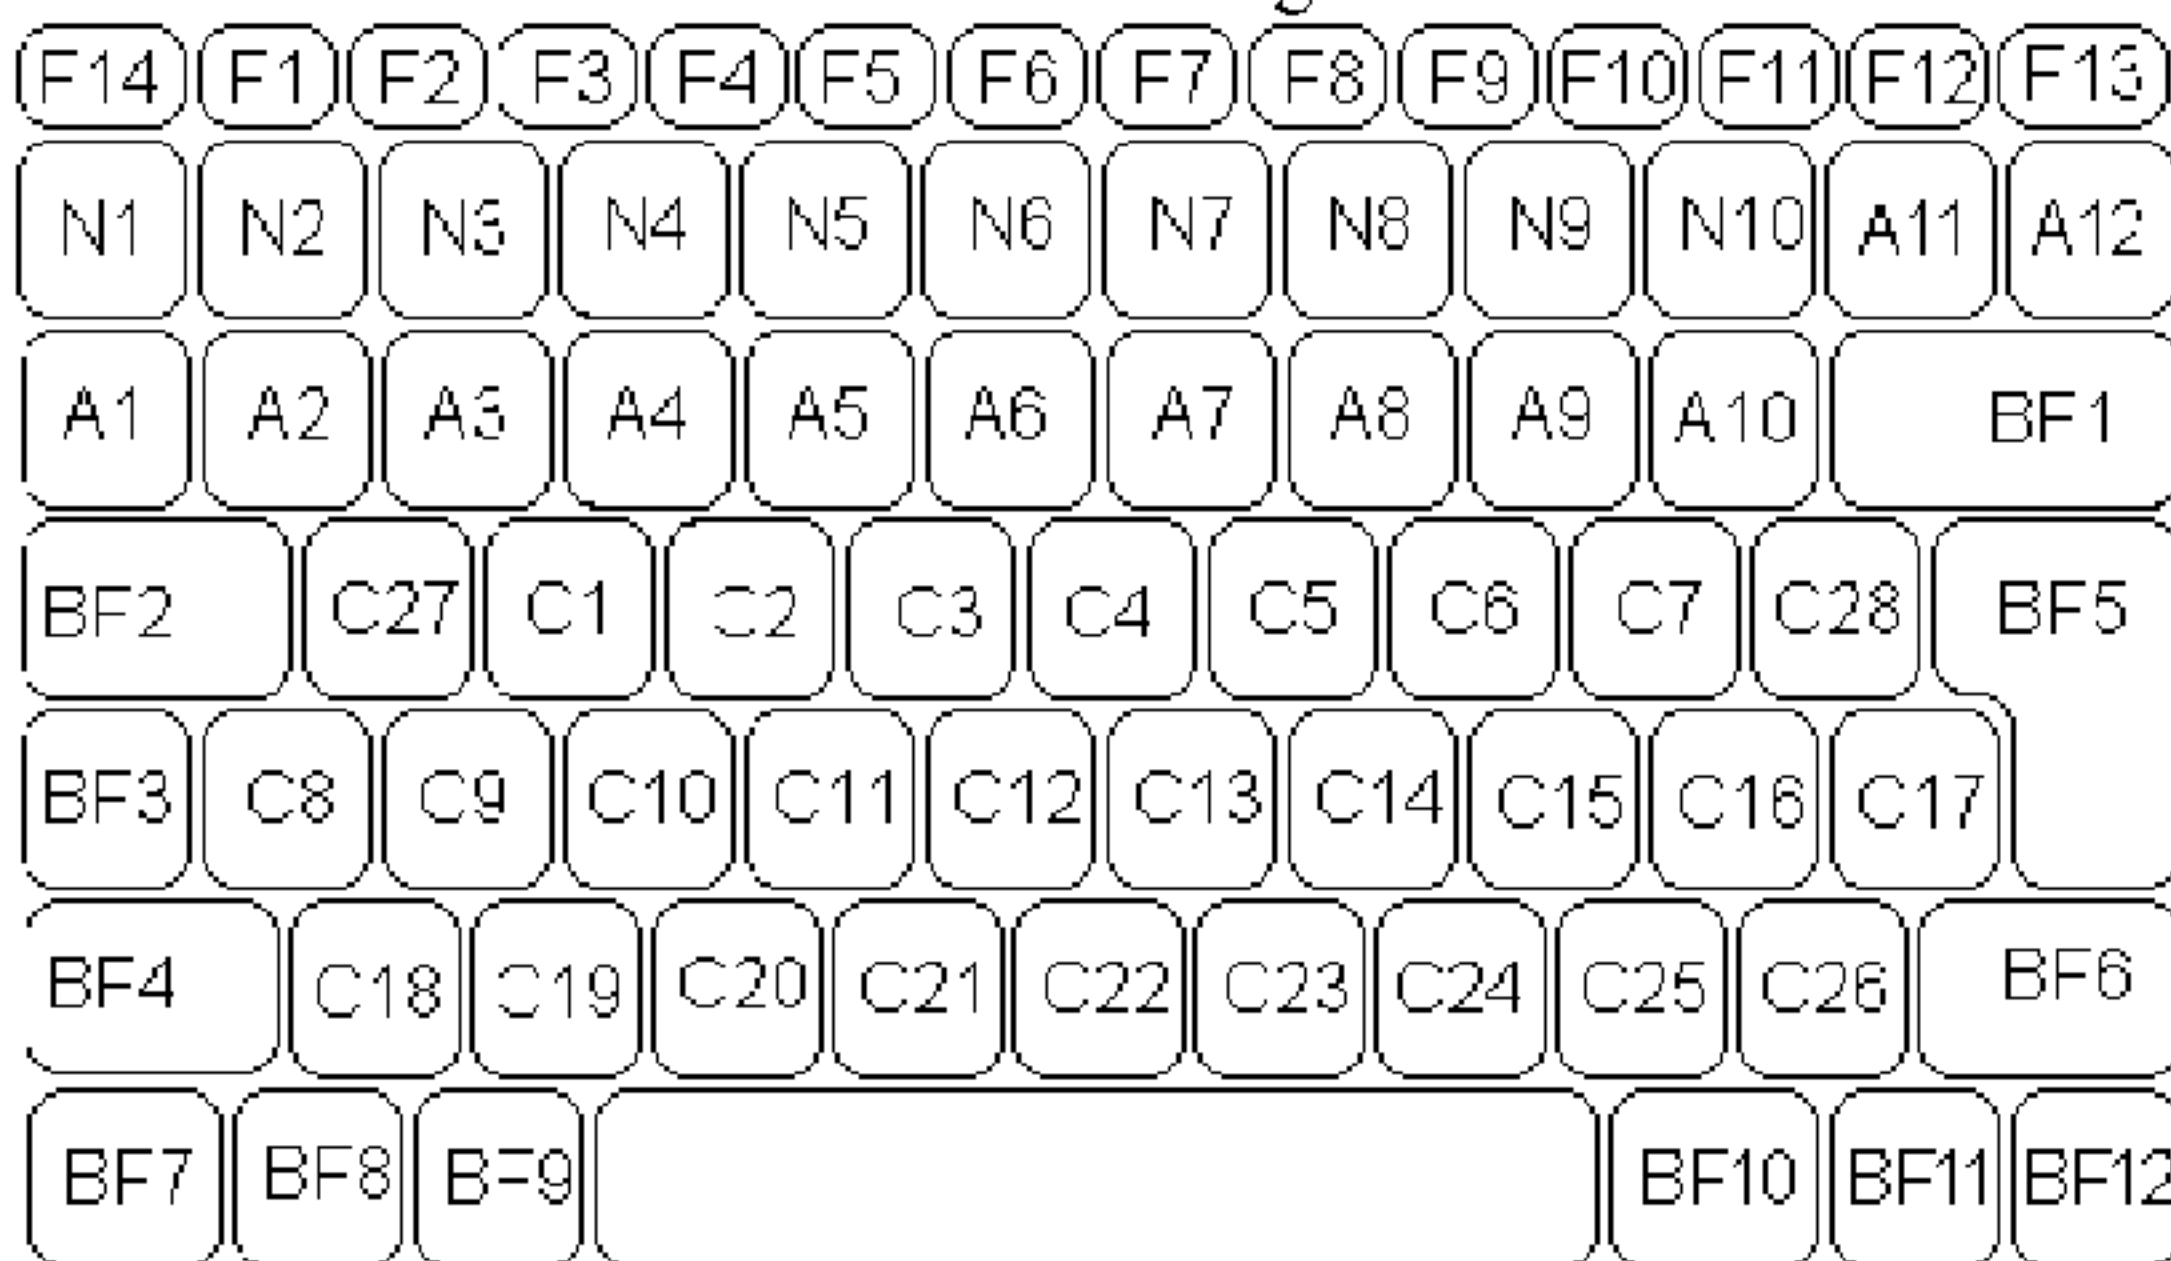 F14 F1 F2 F3 F4 F5 F6 F7 F8 F9 F10 F11 F12 F13
N1 N2 N3 N4 N5 N6 N7 N8 N9 N10 A11 A12
A1 A2 A3 A4 A5 A6 A7 A8 A9 A10 BF1
BF2 C27 C1 C2 C3 C4 C5 C6 C7 C28 BF5
BF3 C8 C9 C10 C11 C12 C13 C14 C15 C16 C17
BF4 C18 C19 C20 C21 C22 C23 C24 C25 C26 BF6
BF7 BF8 BF9 BF10 BF11 BF12